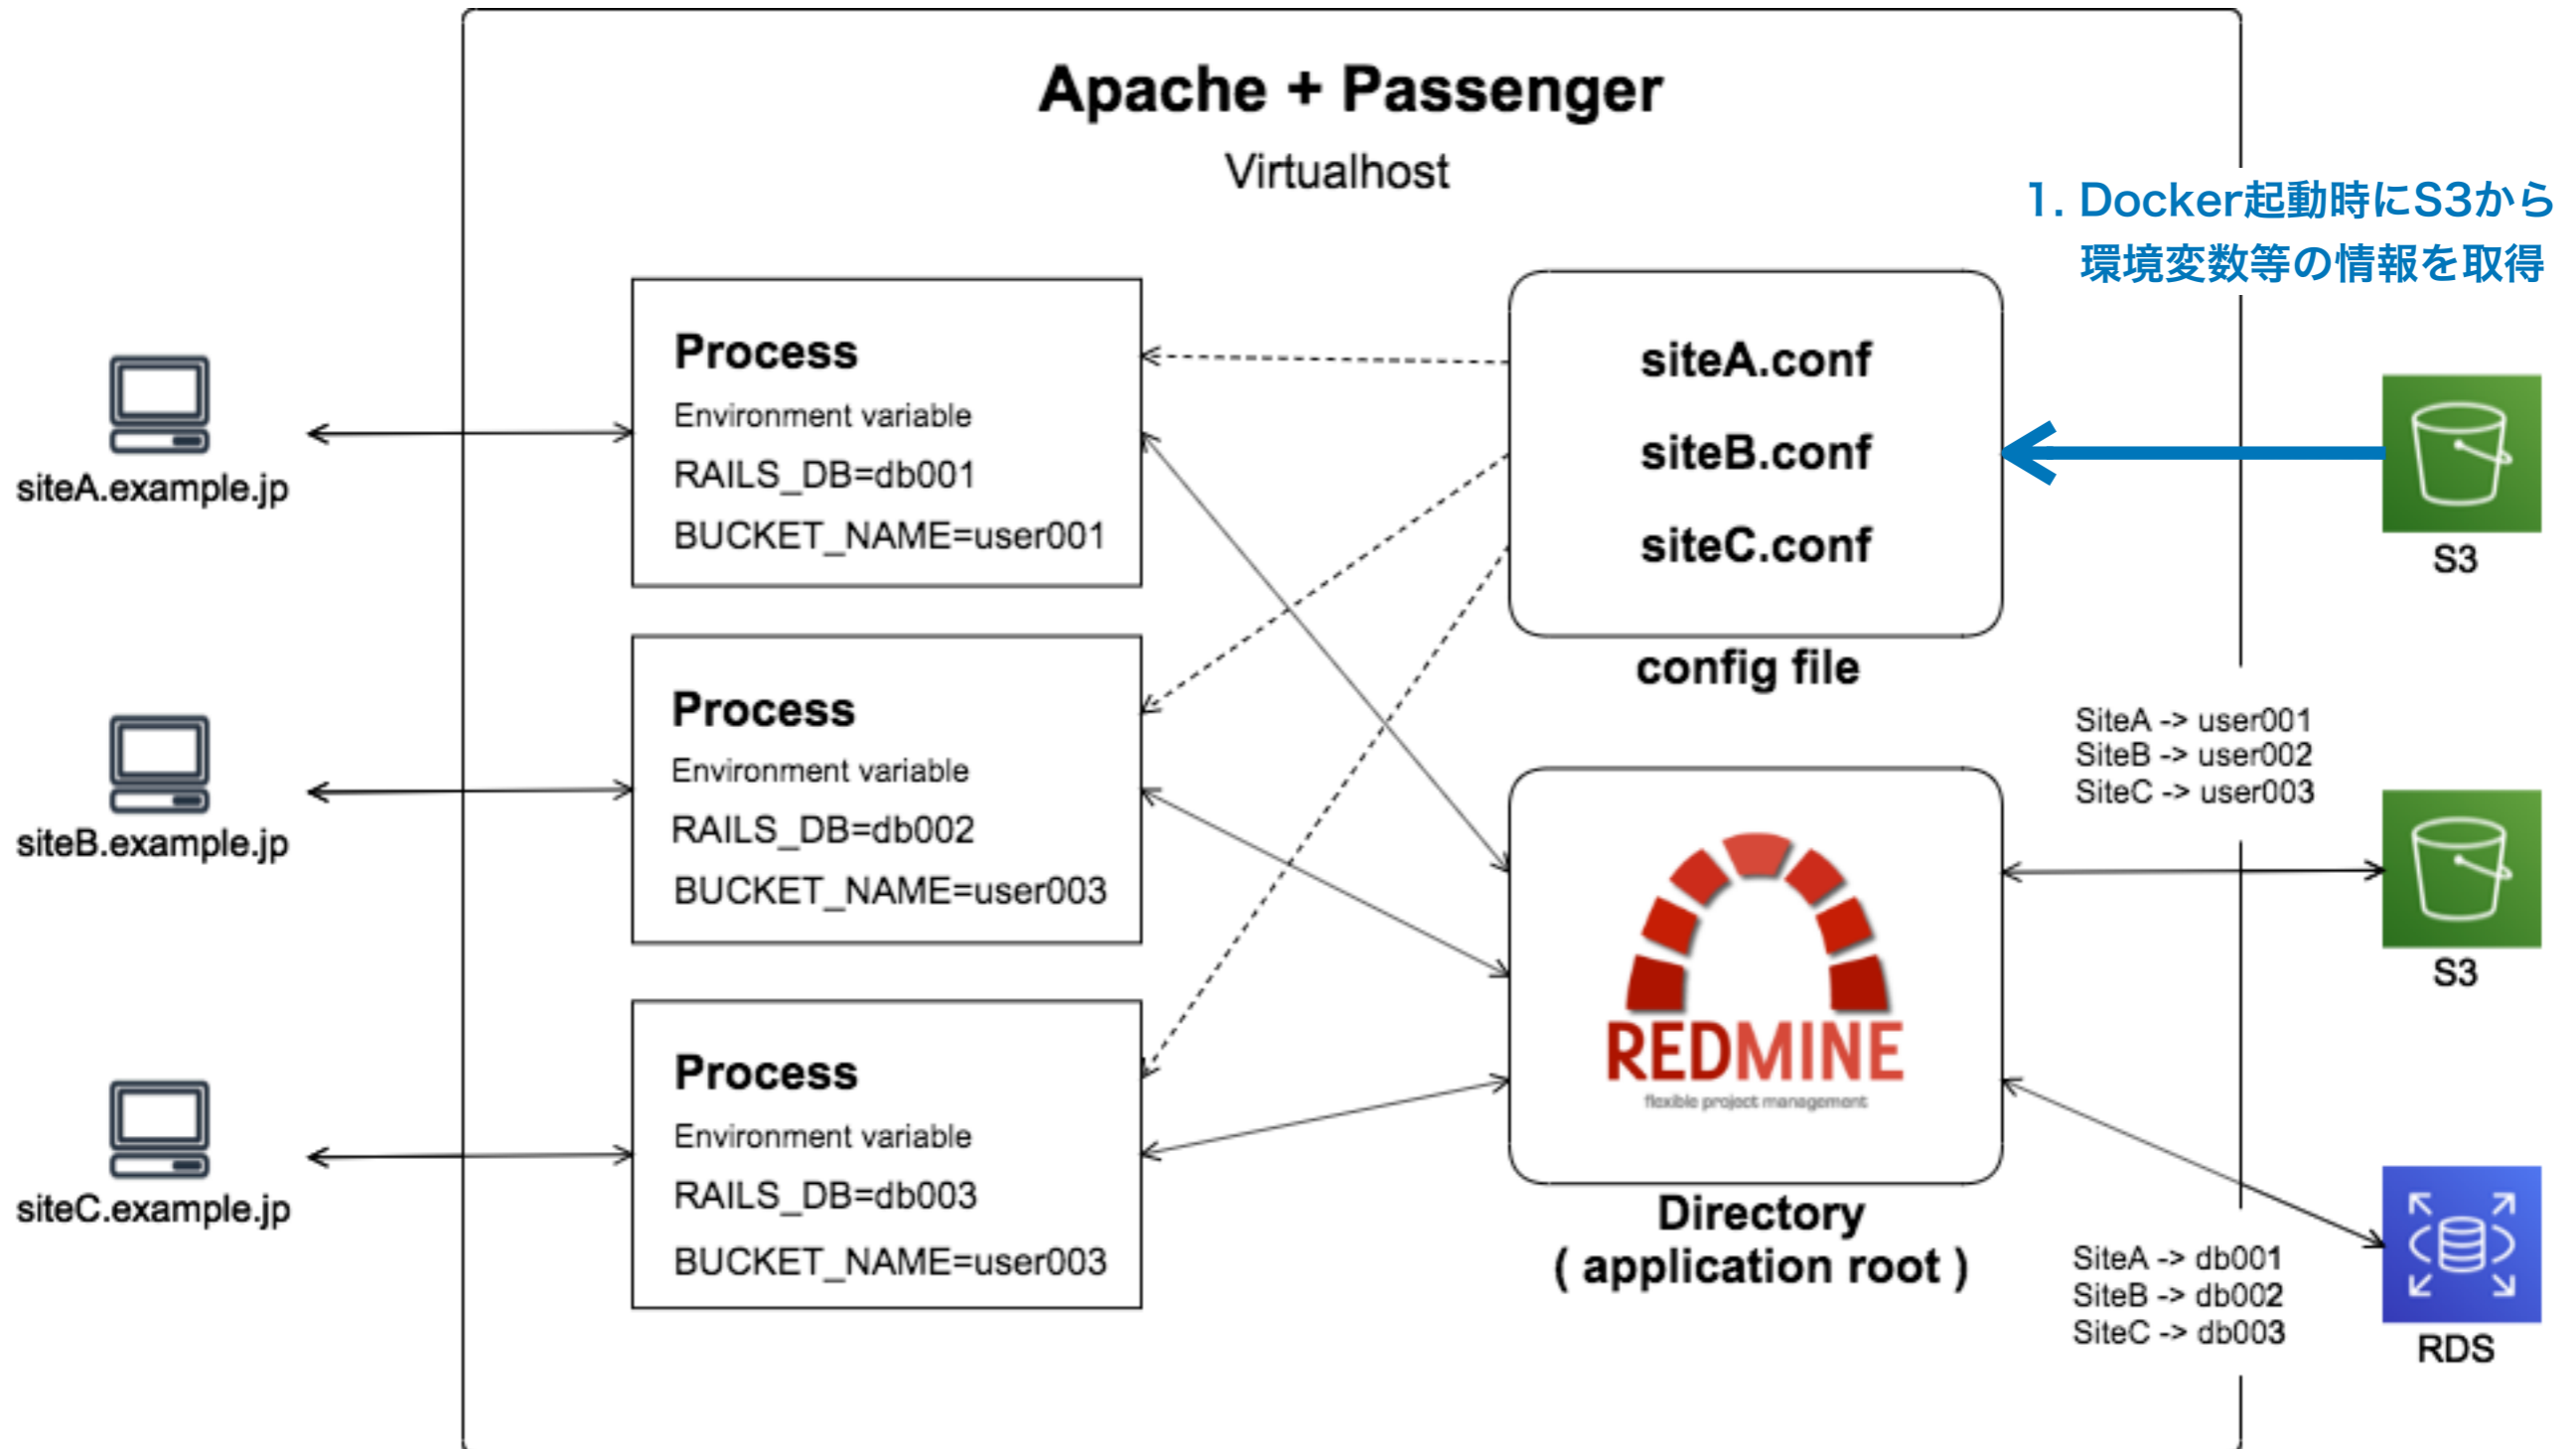 Apache + Passenger
Virtualhost
1. Docker起動時にS3から
環境変数等の情報を取得
siteA.example.jp
Process
Environment variable
RAILS_DB=db001
BUCKET_NAME=user001
siteA.conf
siteB.conf
siteC.conf
config file
S3
siteB.example.jp
Process
Environment variable
RAILS_DB=db002
BUCKET_NAME=user003
SiteA -> user001
SiteB -> user002
SiteC -> user003
S3
siteC.example.jp
Process
Environment variable
RAILS_DB=db003
BUCKET_NAME=user003
REDMINE
flexible project management
Directory
( application root )
SiteA -> db001
SiteB -> db002
SiteC -> db003
RDS